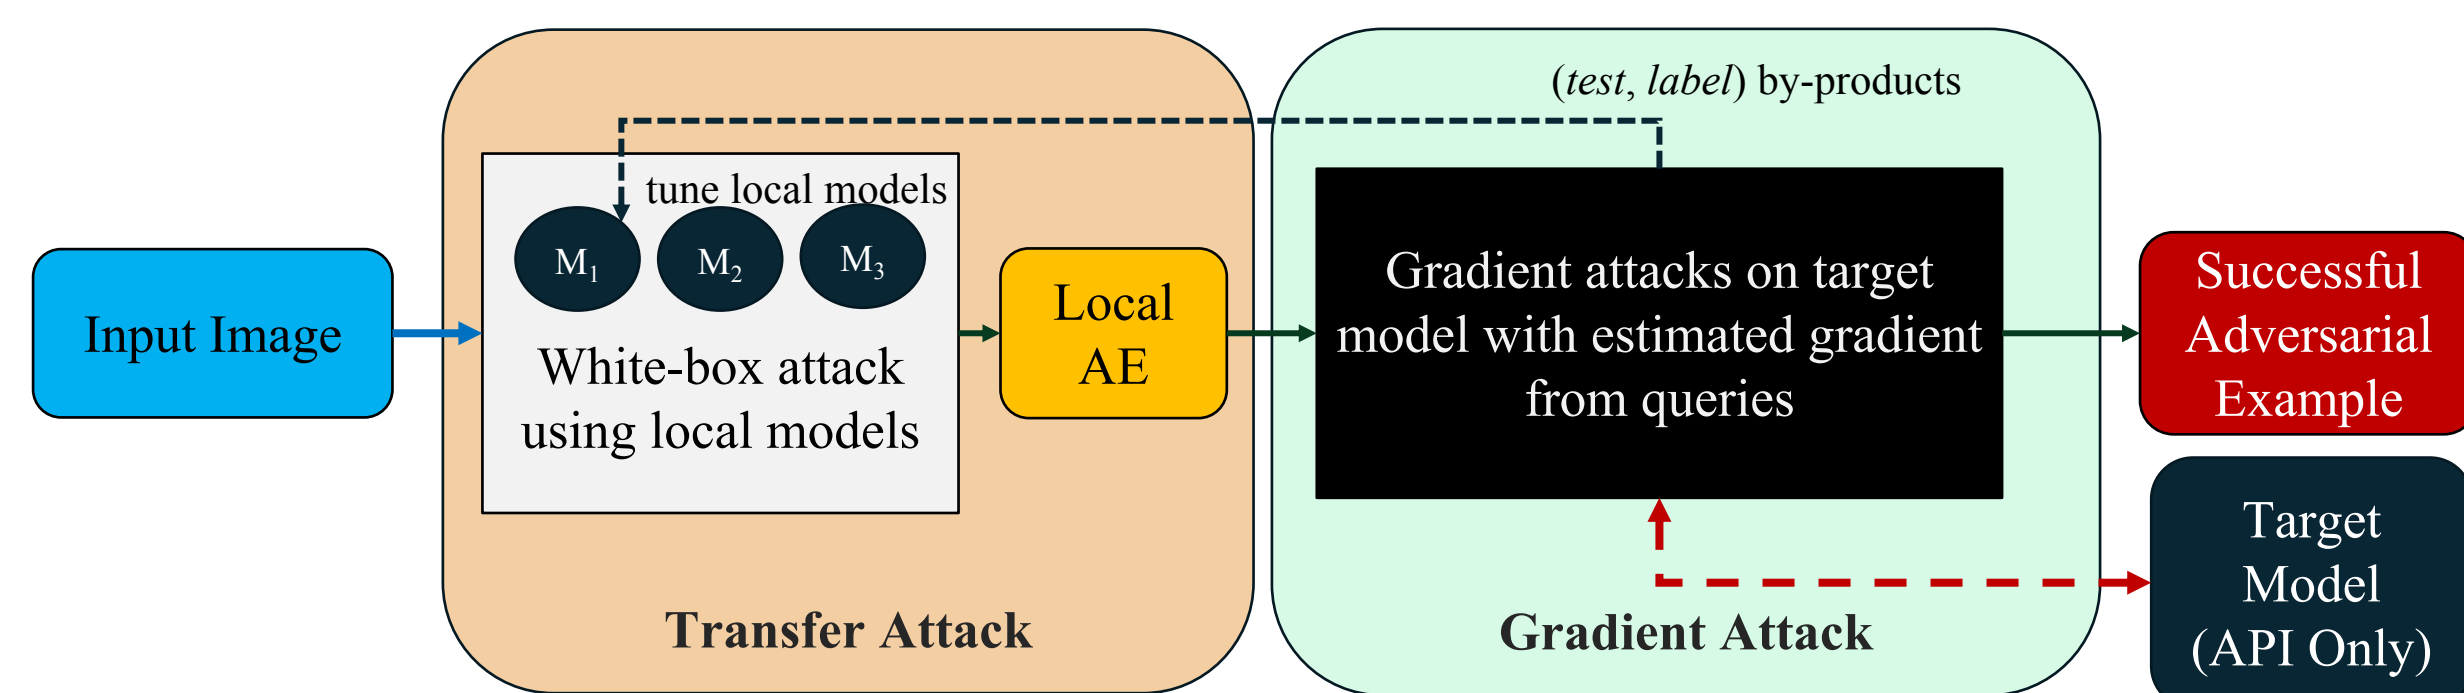 Input Image
tune local models
M1
M2
M3
White-box attack
using local models
Local
AE
Transfer Attack
(test, label) by-products
Gradient attacks on target
model with estimated gradient
from queries
Gradient Attack
Successful
Adversarial
Example
Target
Model
(API Only)